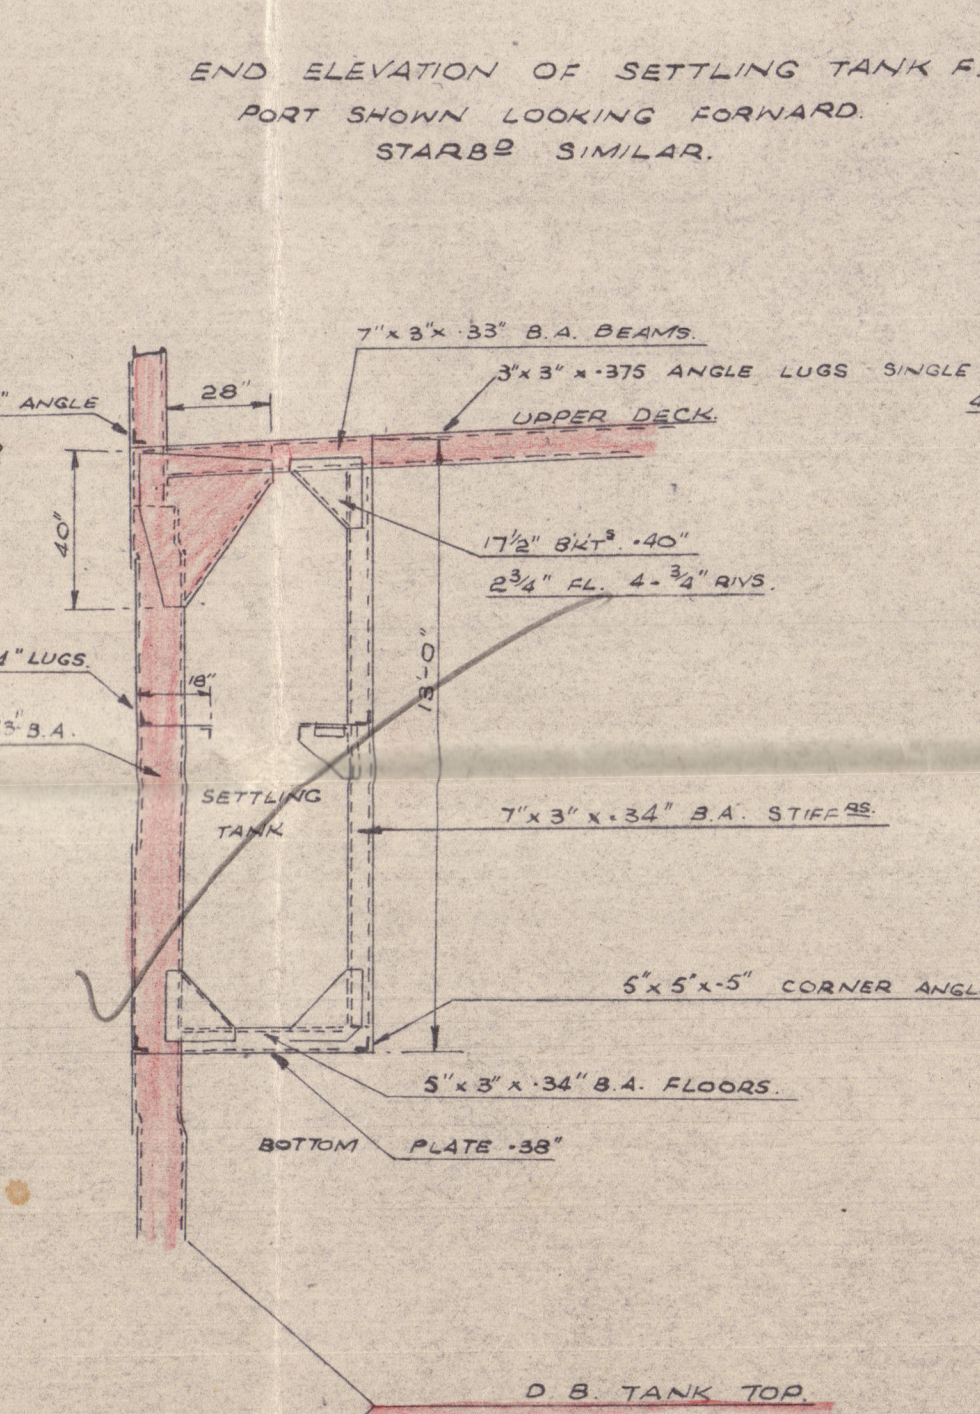 END ELEVATION OF SETTLING TANK F.
PORT SHOWN LOOKING FORWARD.
STARBD SIMILAR.
7" x 3" x .33" B.A. BEAMS.
3" x 3" x .375 ANGLE LUGS SINGLE
" ANGLE
28"
UPPER DECK.
40"
17½" BKTS. .40"
2¾" FL. 4-¾" RIVS.
13'-0"
" LUGS.
18"
3" B.A.
SETTLING
TANK
7" x 3" x .34" B.A. STIFFRS.
5" x 5" x .5" CORNER ANGL
5" x 3" x .34" B.A. FLOORS.
BOTTOM PLATE .38"
D.B. TANK TOP.